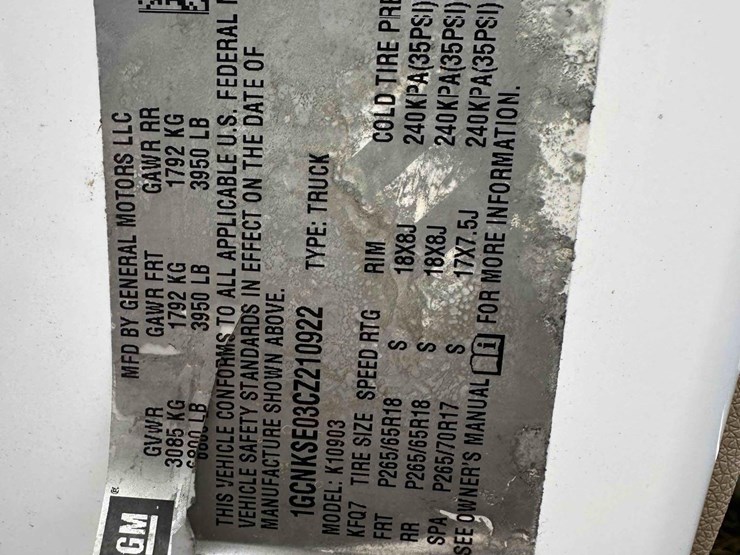 GM
®
MFD BY GENERAL MOTORS LLC
GVWR GAWR FRT GAWR RR
3085 KG 1792 KG 1792 KG
6800 LB 3950 LB 3950 LB
THIS VEHICLE CONFORMS TO ALL APPLICABLE U.S. FEDERAL
VEHICLE SAFETY STANDARDS IN EFFECT ON THE DATE OF
MANUFACTURE SHOWN ABOVE.
1GCNKSE03CZ210922 TYPE: TRUCK
MODEL: K10903
KFQ7 TIRE SIZE SPEED RTG RIM COLD TIRE PRE
FRT P265/65R18 S 18X8J 240KPA(35PSI)
RR P265/65R18 S 18X8J 240KPA(35PSI)
SPA P265/70R17 S 17X7.5J 240KPA(35PSI)
SEE OWNER'S MANUAL i FOR MORE INFORMATION.